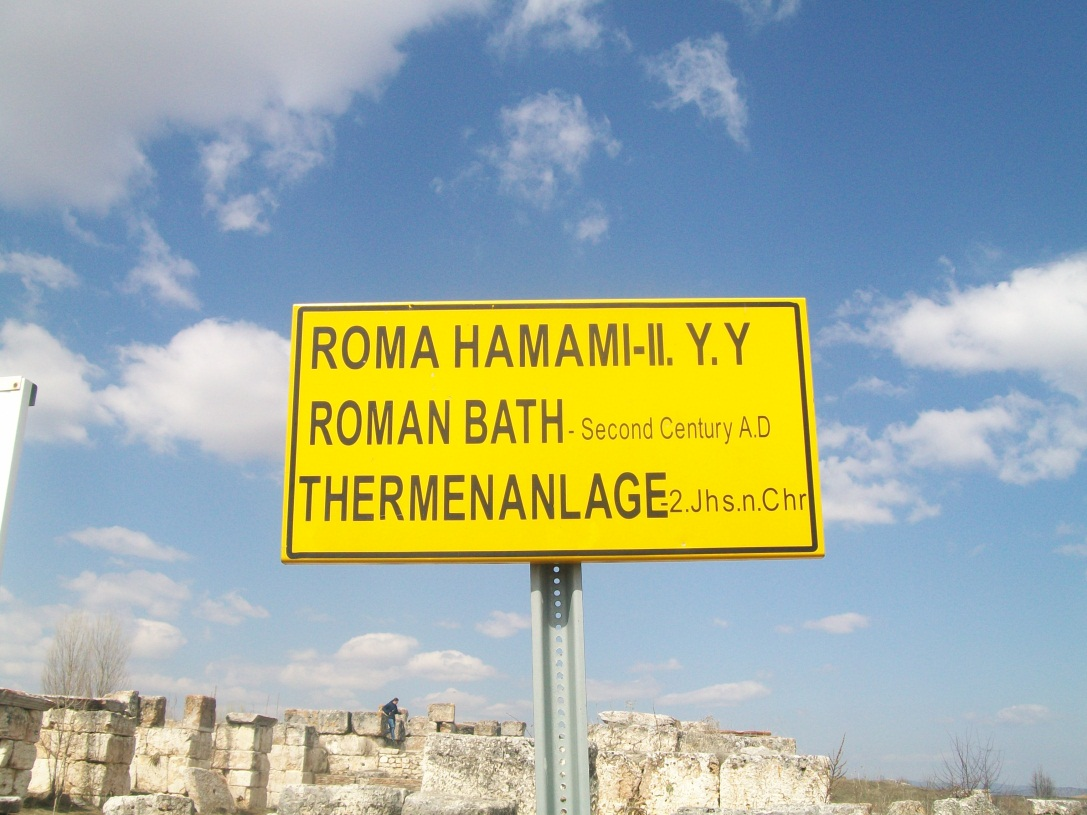 ROMA HAMAMI-II. Y.Y
ROMAN BATH - Second Century A.D
THERMENANLAGE-2.Jhs.n.Chr